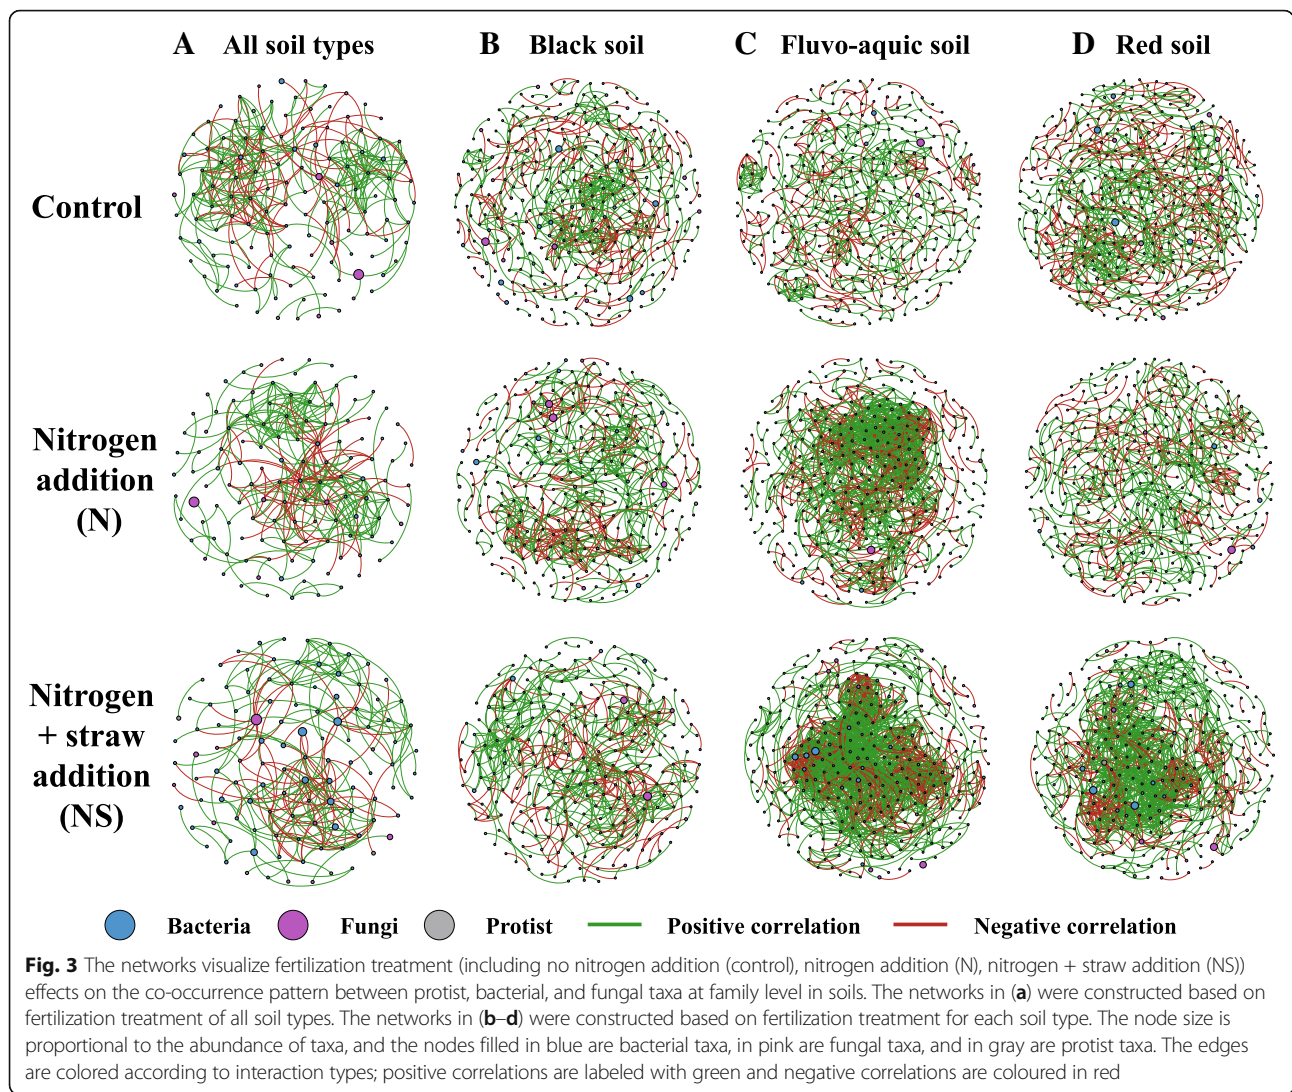 A All soil types
B Black soil
C Fluvo-aquic soil
D Red soil
Control
Nitrogen
addition
(N)
Nitrogen
+ straw
addition
(NS)
Bacteria Fungi Protist Positive correlation Negative correlation
Fig. 3 The networks visualize fertilization treatment (including no nitrogen addition (control), nitrogen addition (N), nitrogen + straw addition (NS))
effects on the co-occurrence pattern between protist, bacterial, and fungal taxa at family level in soils. The networks in (a) were constructed based on
fertilization treatment of all soil types. The networks in (b–d) were constructed based on fertilization treatment for each soil type. The node size is
proportional to the abundance of taxa, and the nodes filled in blue are bacterial taxa, in pink are fungal taxa, and in gray are protist taxa. The edges
are colored according to interaction types; positive correlations are labeled with green and negative correlations are coloured in red